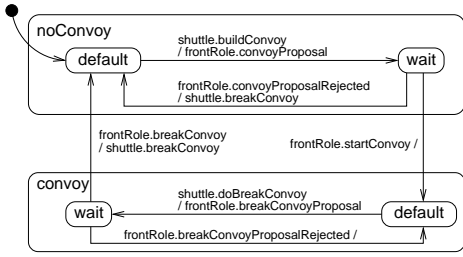 noConvoy
default
shuttle.buildConvoy
/ frontRole.convoyProposal
wait
frontRole.convoyProposalRejected
/ shuttle.breakConvoy
frontRole.breakConvoy
/ shuttle.breakConvoy
frontRole.startConvoy /
convoy
wait
shuttle.doBreakConvoy
/ frontRole.breakConvoyProposal
default
frontRole.breakConvoyProposalRejected /